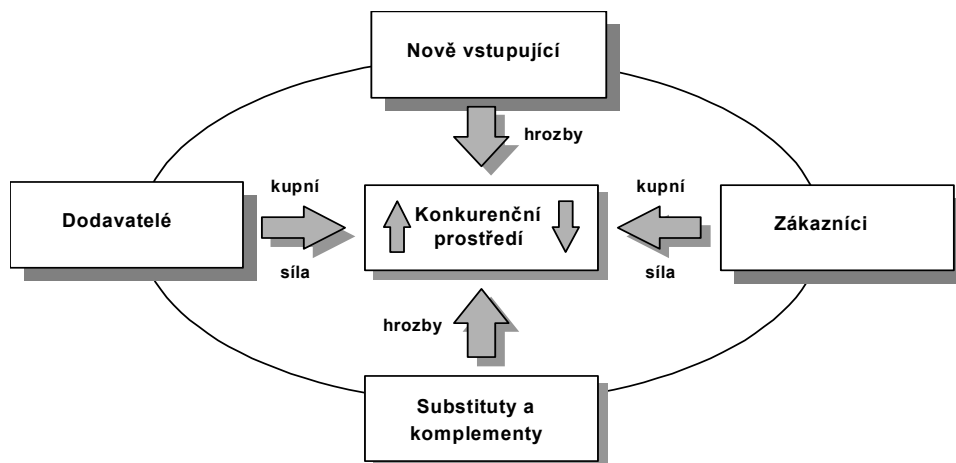 Nově vstupující
hrozby
kupní
kupní
Dodavatelé
Konkurenční
prostředí
Zákazníci
síla
síla
hrozby
Substituty a
komplementy